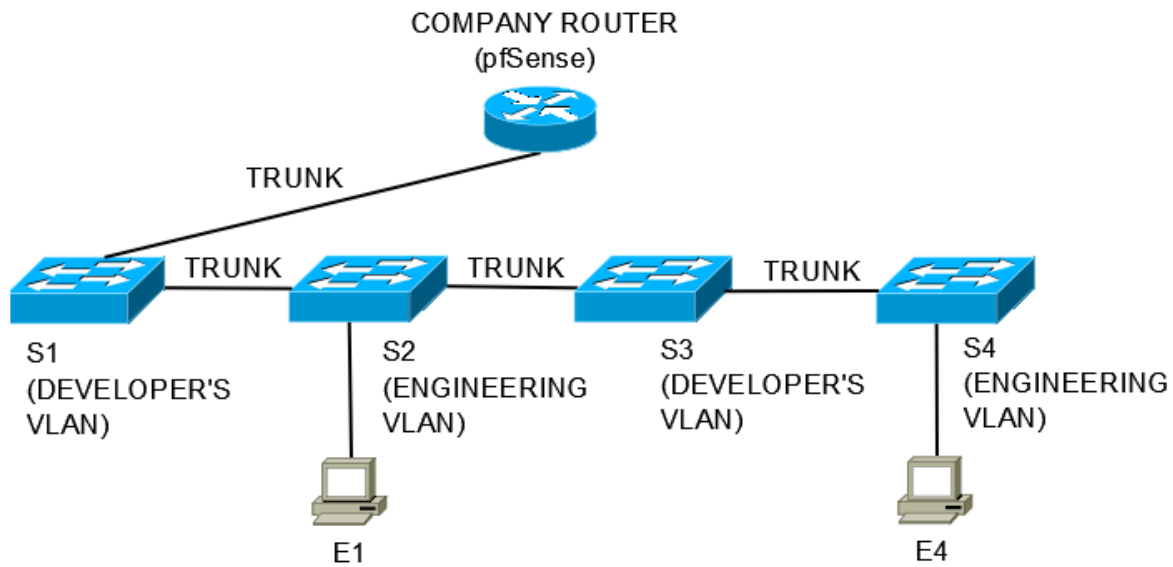 COMPANY ROUTER
(pfSense)
TRUNK
TRUNK
TRUNK
TRUNK
S1
(DEVELOPER'S
VLAN)
S2
(ENGINEERING
VLAN)
S3
(DEVELOPER'S
VLAN)
S4
(ENGINEERING
VLAN)
E1
E4